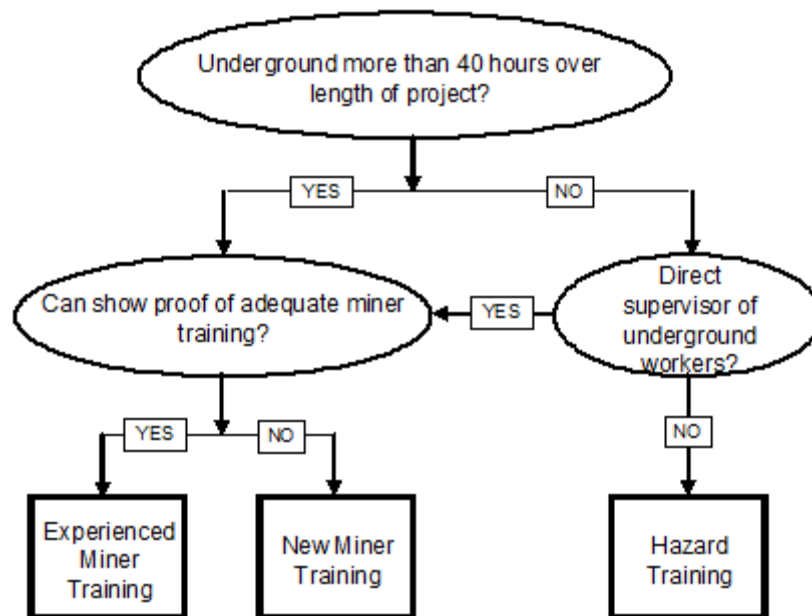 Underground more than 40 hours over
length of project?
YES
NO
Can show proof of adequate miner
training?
YES
Direct
supervisor of
underground
workers?
YES
NO
NO
Experienced
Miner
Training
New Miner
Training
Hazard
Training